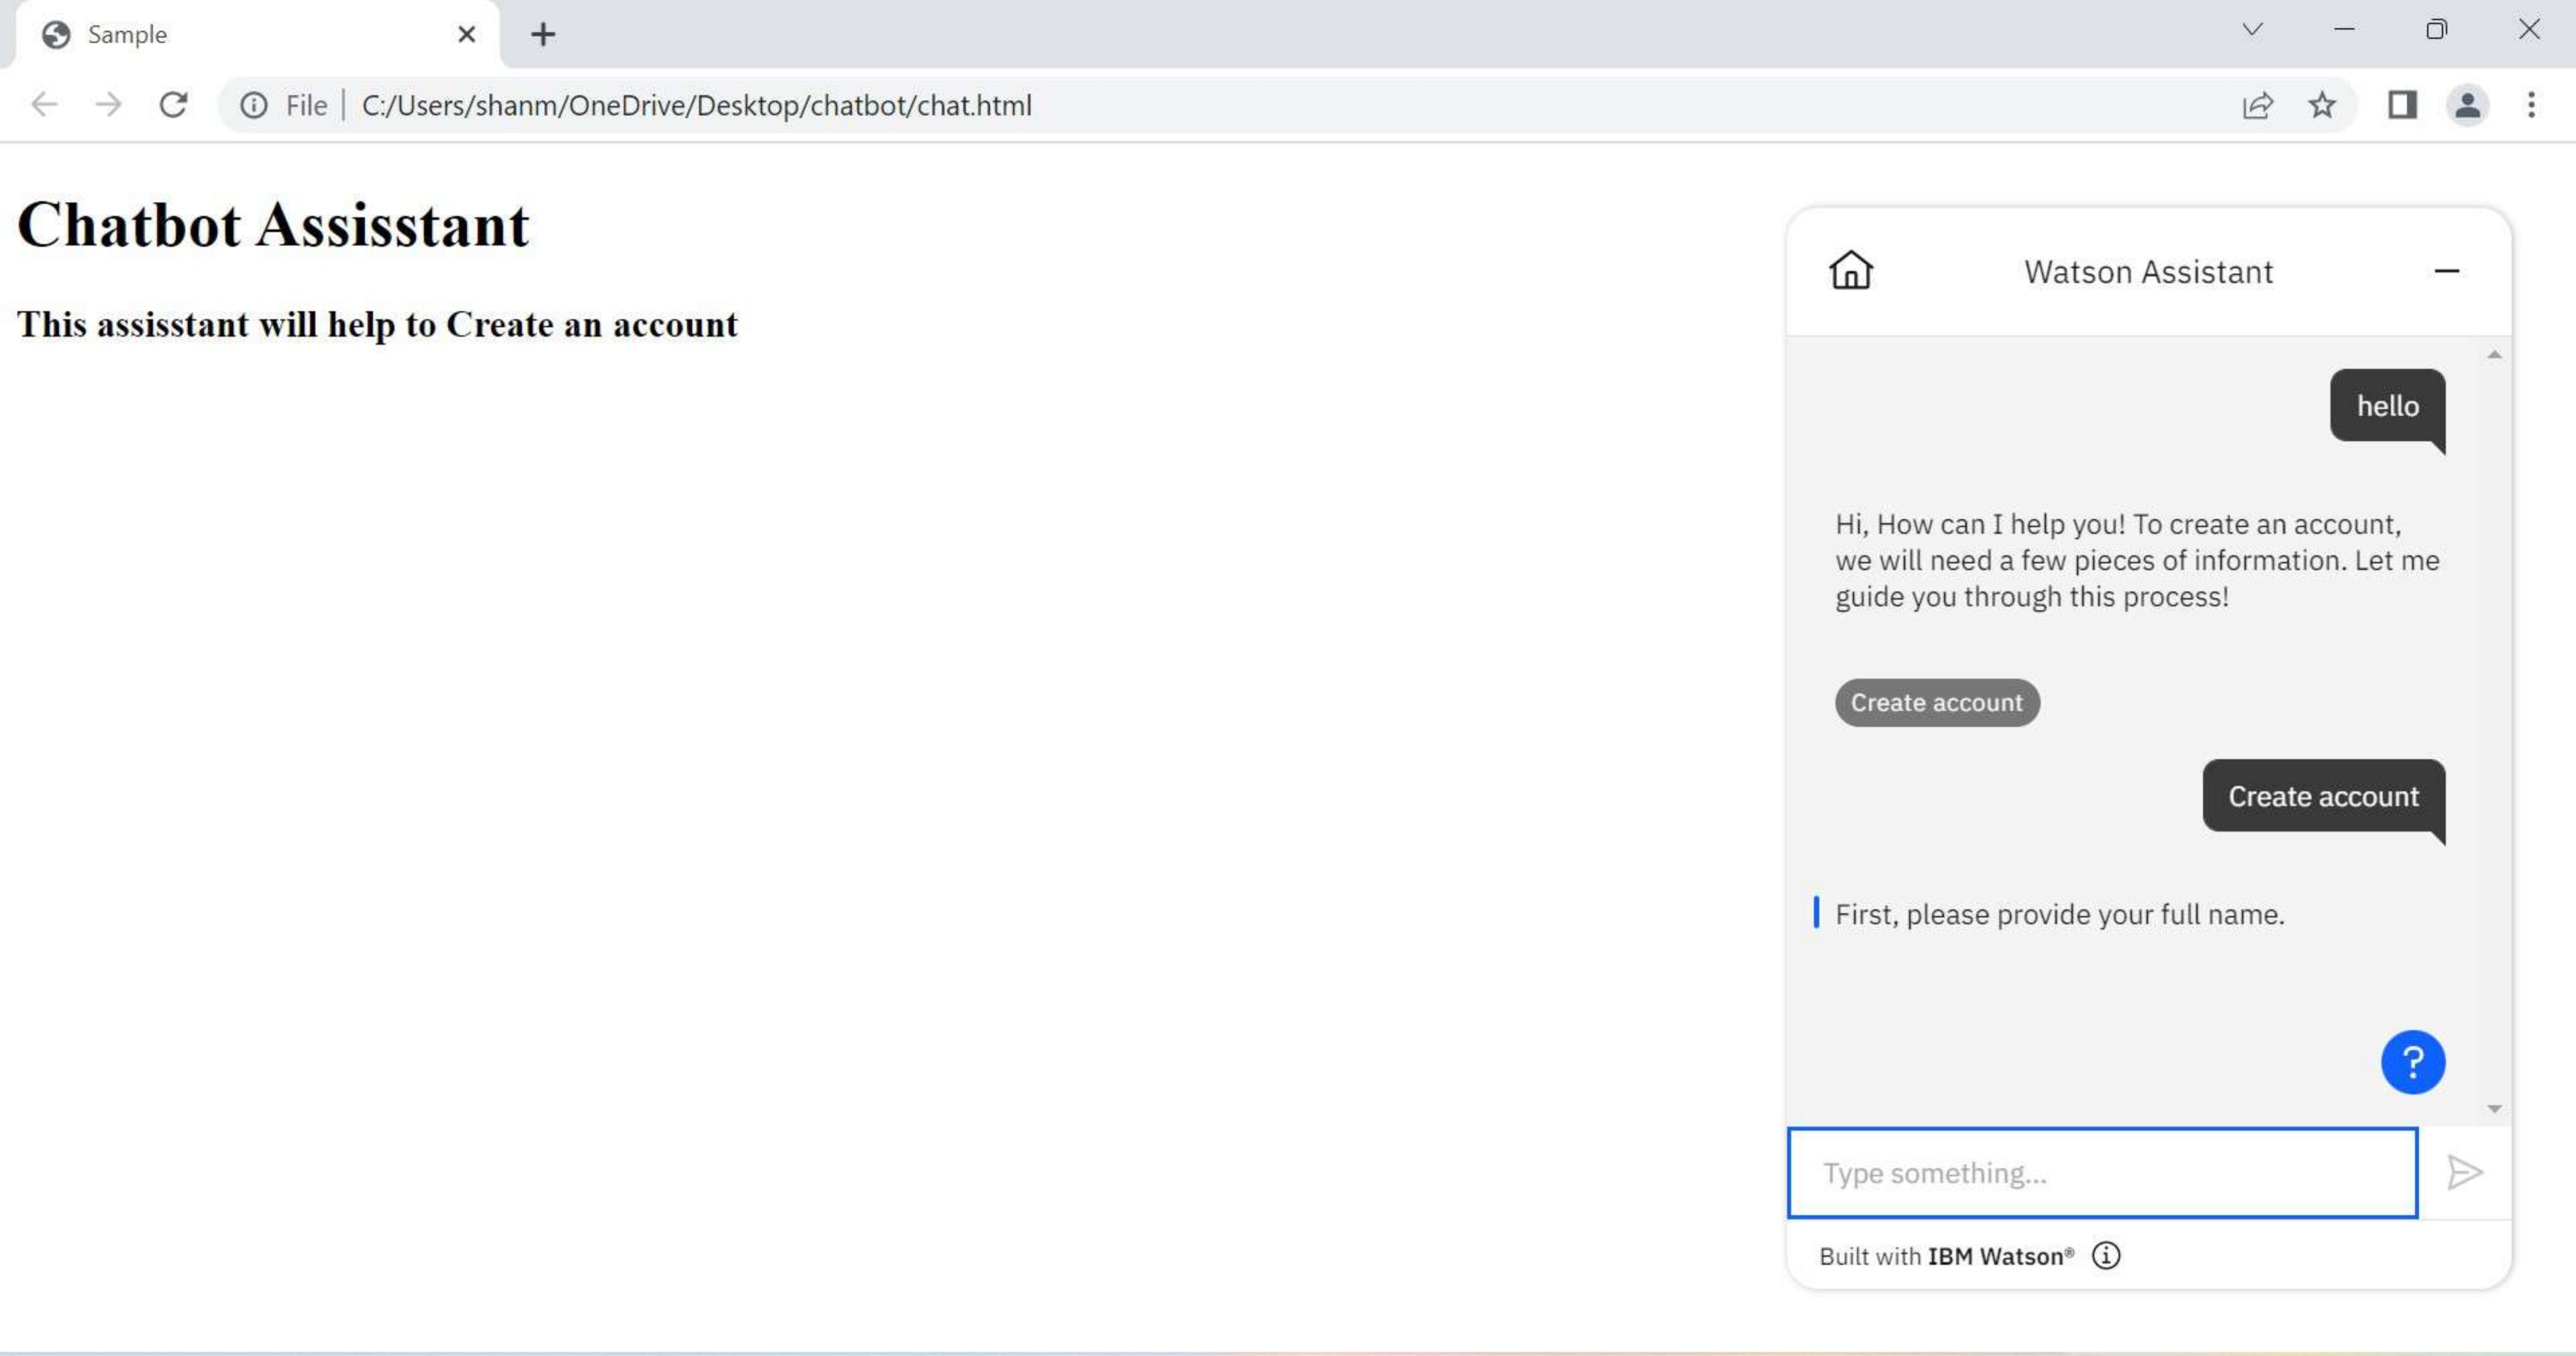 Sample
File | C:/Users/shanm/OneDrive/Desktop/chatbot/chat.html
Chatbot Assisstant
This assisstant will help to Create an account
Watson Assistant
hello
Hi, How can I help you! To create an account,
we will need a few pieces of information. Let me
guide you through this process!
Create account
Create account
First, please provide your full name.
?
Type something...
Built with IBM Watson®